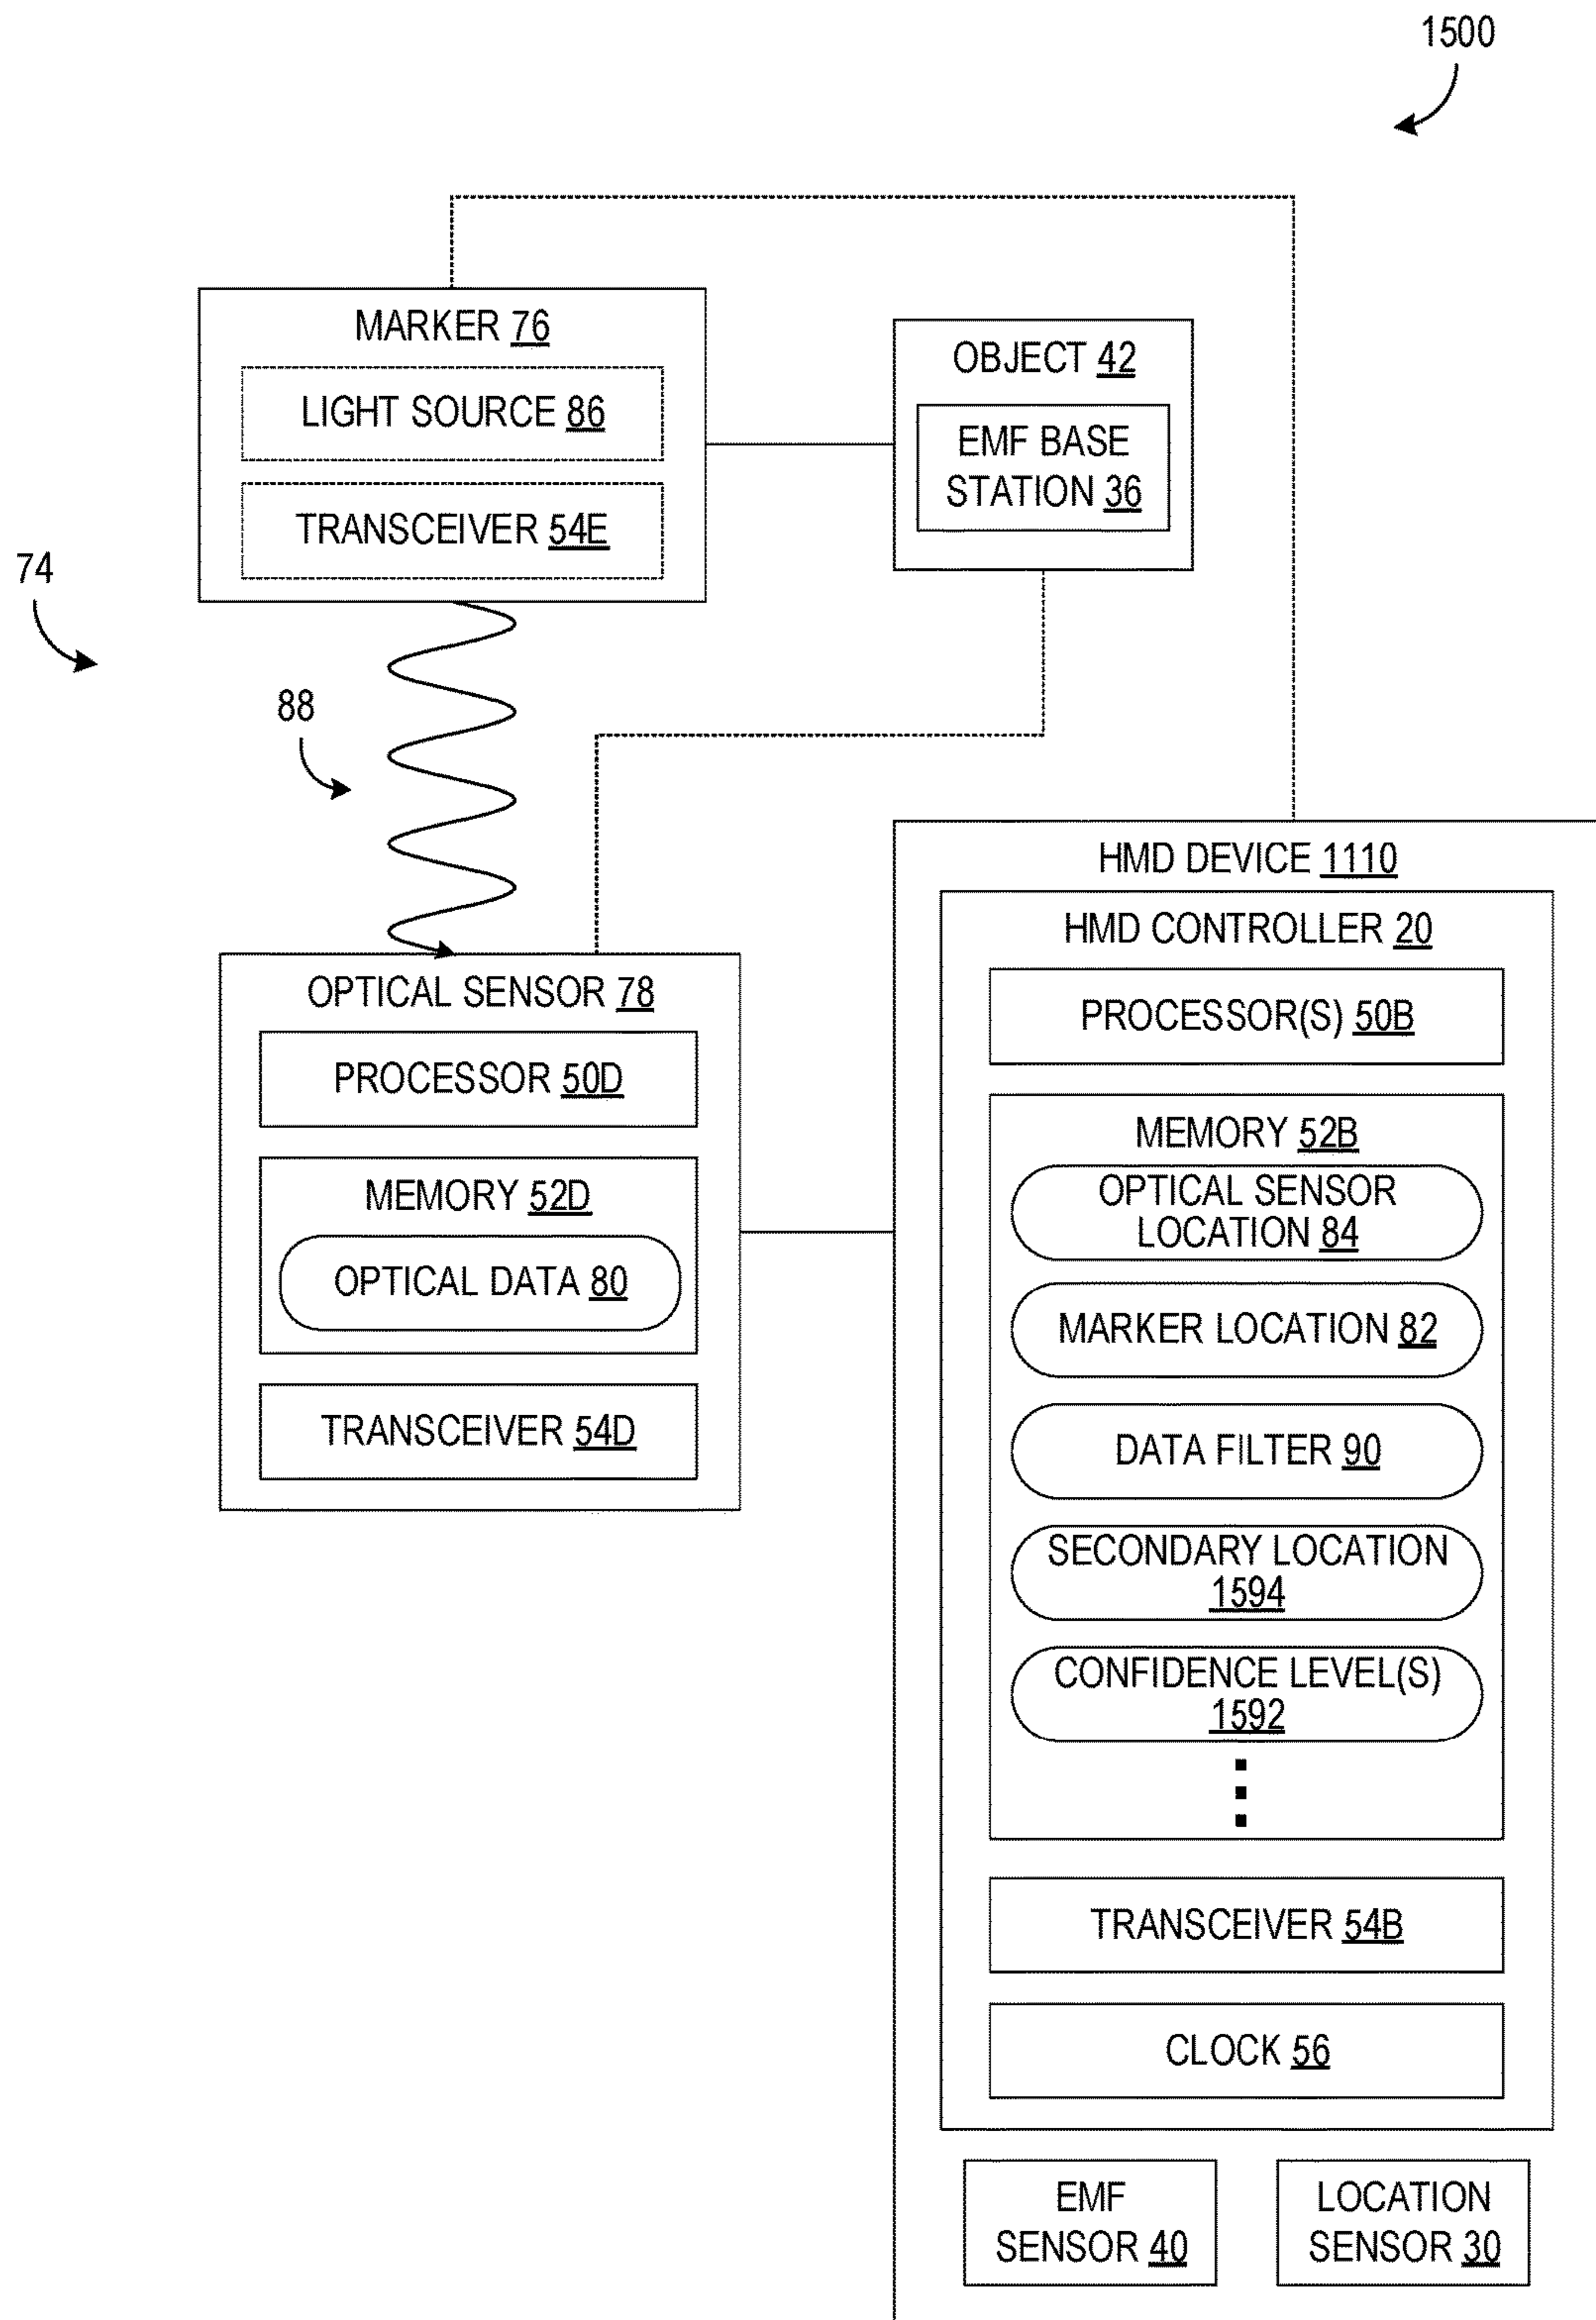 1500
MARKER 76
LIGHT SOURCE 86
TRANSCEIVER 54E
OBJECT 42
EMF BASE
STATION 36
74
88
OPTICAL SENSOR 78
PROCESSOR 50D
MEMORY 52D
OPTICAL DATA 80
TRANSCEIVER 54D
HMD DEVICE 1110
HMD CONTROLLER 20
PROCESSOR(S) 50B
MEMORY 52B
OPTICAL SENSOR
LOCATION 84
MARKER LOCATION 82
DATA FILTER 90
SECONDARY LOCATION
1594
CONFIDENCE LEVEL(S)
1592
TRANSCEIVER 54B
CLOCK 56
EMF
SENSOR 40
LOCATION
SENSOR 30